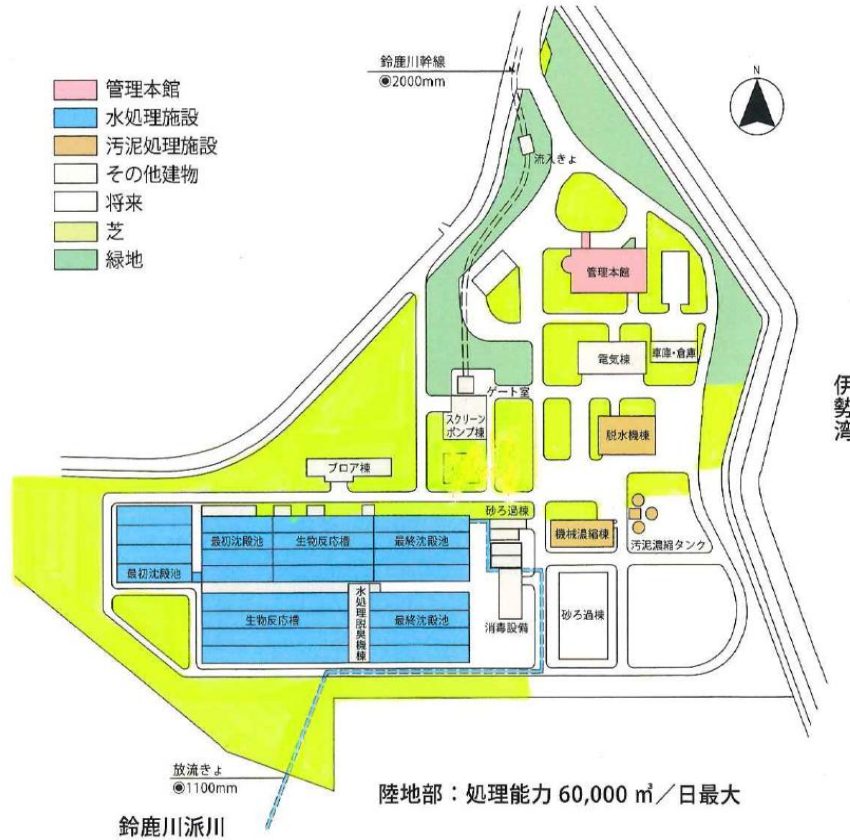 鈴鹿川幹線
◉2000mm
N
管理本館
水処理施設
汚泥処理施設
その他建物
将来
芝
緑地
流入きょ
管理本館
電気棟
車庫・倉庫
伊勢湾
ゲート室
スクリーン
ポンプ棟
脱水機棟
ブロア棟
砂ろ過棟
最初沈殿池
生物反応槽
最終沈殿池
機械濃縮棟
汚泥濃縮タンク
最初沈殿池
水処理脱臭機棟
生物反応槽
最終沈殿池
消毒設備
砂ろ過棟
放流きょ
◉1100mm
陸地部：処理能力 60,000 ㎥／日最大
鈴鹿川派川